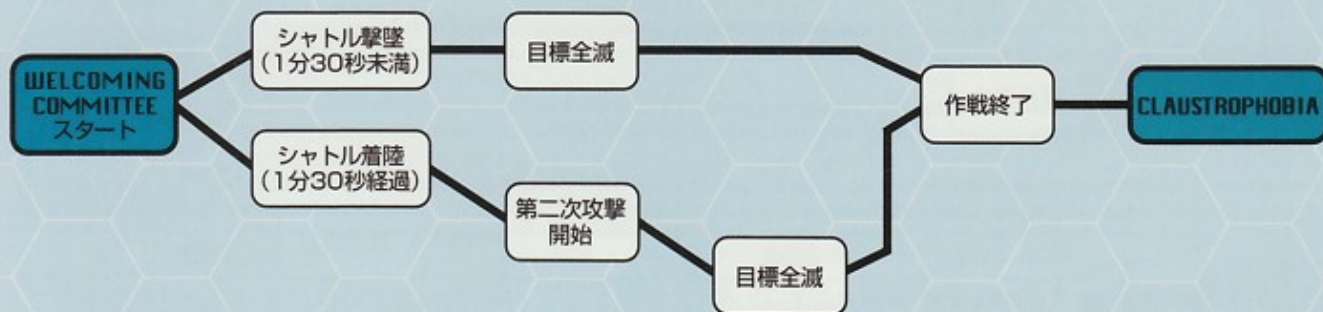 WELCOMING
COMMITTEE
スタート
シャトル撃墜
(1分30秒未満)
目標全滅
シャトル着陸
(1分30秒経過)
第二次攻撃
開始
目標全滅
作戦終了
CLAUSTROPHOBIA